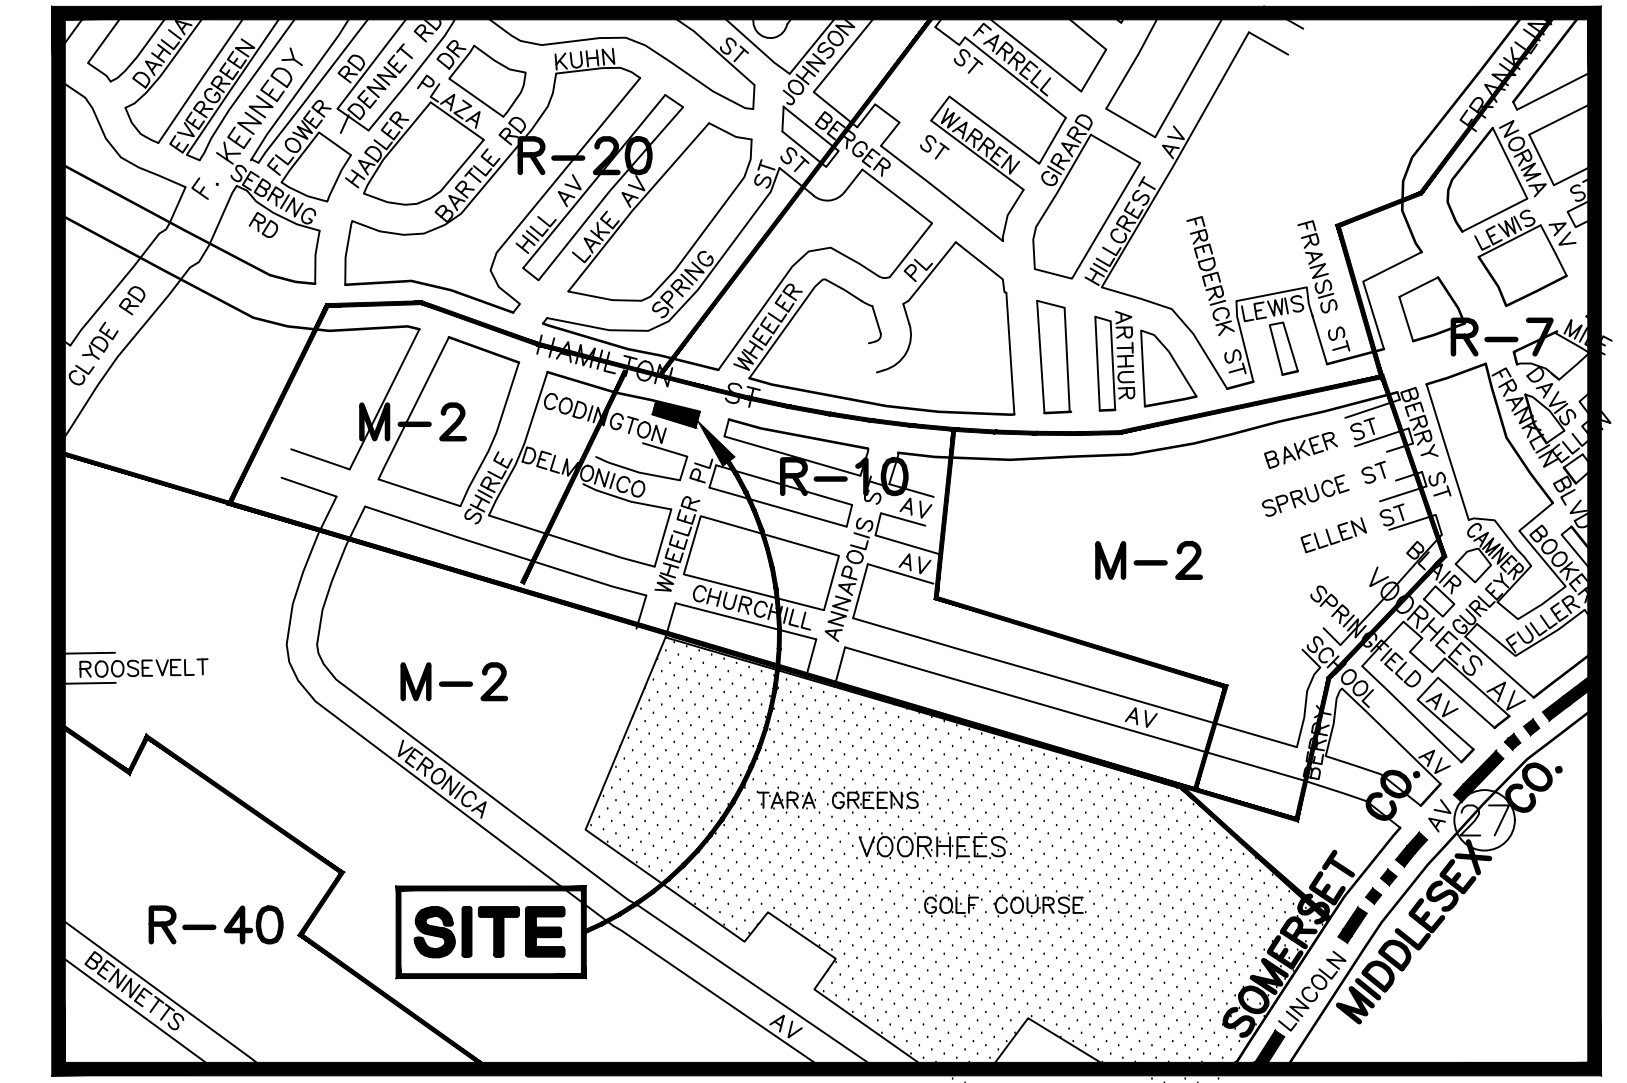 DAHLIA
EVERGREEN
F. KENNEDY
FLOWER RD
DENNET RD
HADLER
PLAZA
DR
KUHN
ST
JOHNSON
FARRELL
ST
FRANKLIN
SEBRING
RD
BARTLE RD
R-20
HILL AV
LAKE AV
SPRING
ST
ST
BERGER
ST
WARREN
GIRARD
HILLCREST
AV
NORMA
AV
LEWIS
CLYDE RD
WHEELER
PL
FREDERICK ST
LEWIS
FRANSIS ST
ARTHUR
R-7
HAMILTON
ST
M-2
CODINGTON
DELMONICO
SHIRLE
WHEELER PL
R-10
ANNAPOLIS S
AV
AV
CHURCHILL
M-2
BAKER ST
SPRUCE ST
ELLEN ST
BERRY ST
FRANKLIN BLVD
DAVIS
CAMNER
BOOKER
BLAIR
GURLEY
FULLER
VOORHEES AV
SPRINGFIELD AV
SCHOOL
AV
BERRY
AV
ROOSEVELT
M-2
VERONICA
AV
TARA GREENS
VOORHEES
GOLF COURSE
SOMERSET CO.
MIDDLESEX CO.
LINCOLN
AV
27
R-40
SITE
BENNETTS